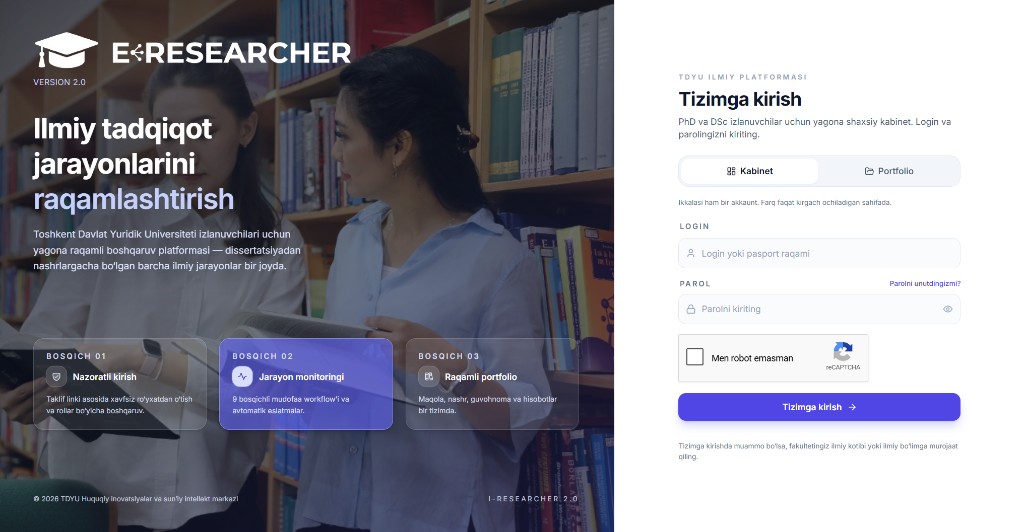 E-RESEARCHER
VERSION 2.0
Ilmiy tadqiqot
jarayonlarini
raqamlashtirish
Toshkent Davlat Yuridik Universiteti izlanuvchilari uchun
yagona raqamli boshqaruv platformasi — dissertatsiyadan
nashrlargacha bo'lgan barcha ilmiy jarayonlar bir joyda.
BOSQICH 01
Nazoratli kirish
Taklif linki asosida xavfsiz ro'yxatdan o'tish
va rollar bo'yicha boshqaruv.
BOSQICH 02
Jarayon monitoringi
9 bosqichli mudofaa workflow'i va
avtomatik eslatmalar.
BOSQICH 03
Raqamli portfolio
Maqola, nashr, guvohnoma va hisobotlar
bir tizimda.
© 2026 TDYU Huquqiy inovatsiyalar va sun'iy intellekt markazi
I-RESEARCHER.2.0
TDYU ILMIY PLATFORMASI
Tizimga kirish
PhD va DSc izlanuvchilar uchun yagona shaxsiy kabinet. Login va
parolingizni kiriting.
Kabinet
Portfolio
Ikkalasi ham bir akkaunt. Farq faqat kirgach ochiladigan sahifada.
LOGIN
Login yoki pasport raqami
PAROL
Parolni unutdingizmi?
Parolni kiriting
Men robot emasman
reCAPTCHA
Tizimga kirish →
Tizimga kirishda muammo bo'lsa, fakultetingiz ilmiy kotibi yoki ilmiy bo'limga murojaat
qiling.